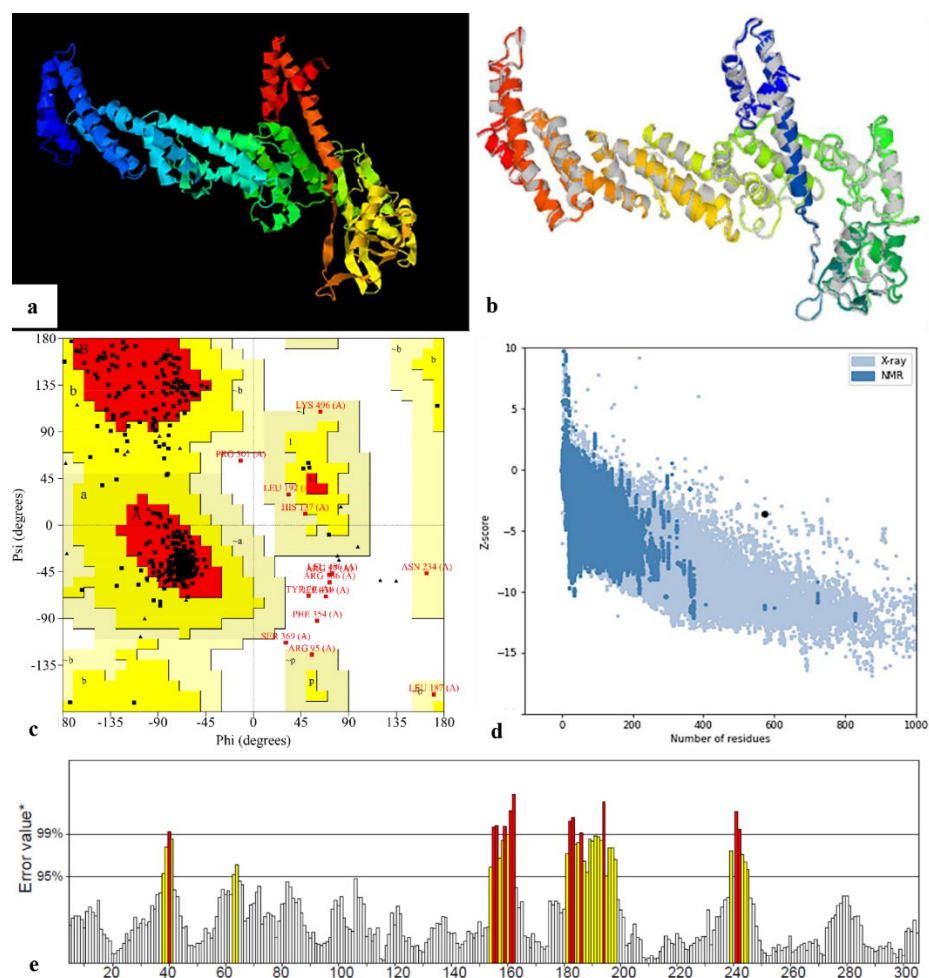 a
b
180
135
90
45
0
-45
-90
-135
Psi (degrees)
B
b
~b
~b
b
LYS 496 (A)
~l
l
PRO 301 (A)
a
LEU 192
HIS 137 (A)
A
~a
ARG 306 (A)
ASN 234 (A)
PHE 354 (A)
SER 369 (A)
ARG 95 (A)
~b
~p
b
p
LEU 187 (A)
-135 -90 -45 0 45 90 135 180
c
Phi (degrees)
10
5
0
-5
-10
-15
Z-score
X-ray
NMR
0 200 400 600 800 1000
Number of residues
d
Error value*
99%
95%
20 40 60 80 100 120 140 160 180 200 220 240 260 280 300
e